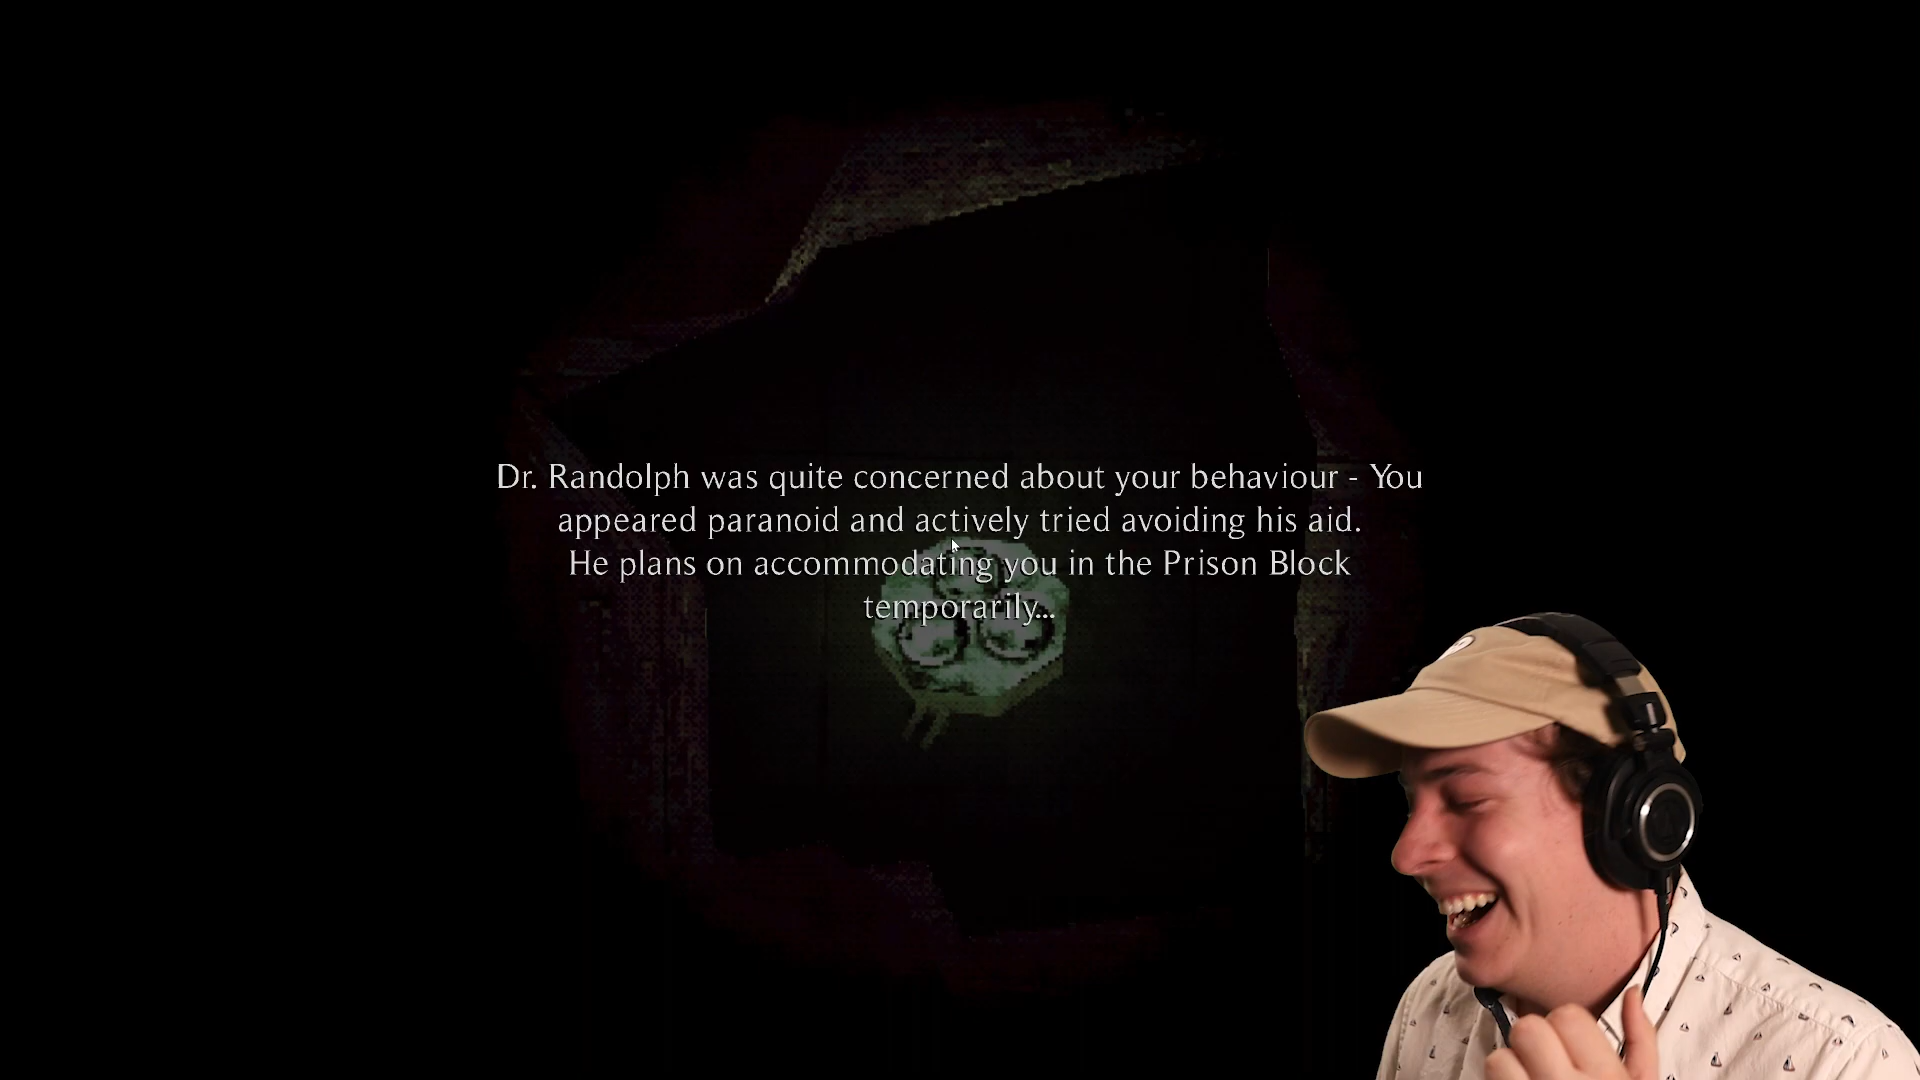 Dr. Randolph was quite concerned about your behaviour - You
appeared paranoid and actively tried avoiding his aid.
He plans on accommodating you in the Prison Block
temporarily...